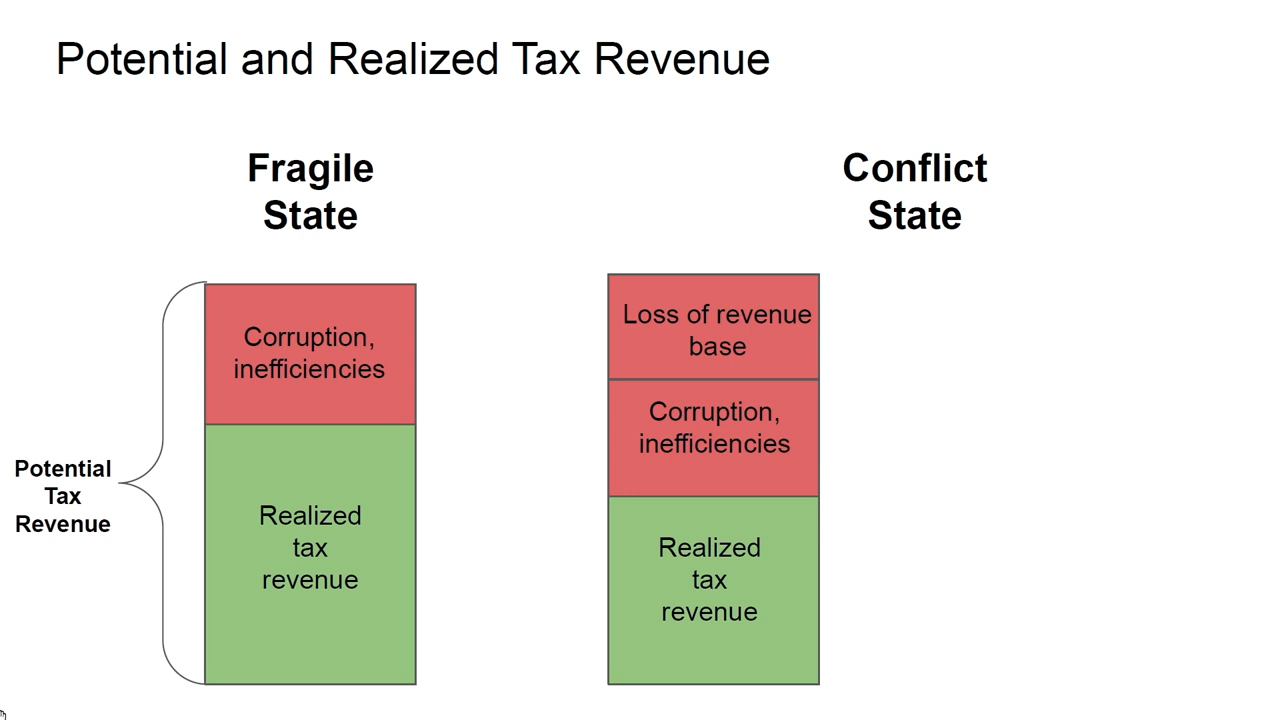 Potential and Realized Tax Revenue
Fragile
State
Conflict
State
Potential
Tax
Revenue
Corruption,
inefficiencies
Realized
tax
revenue
Loss of revenue
base
Corruption,
inefficiencies
Realized
tax
revenue